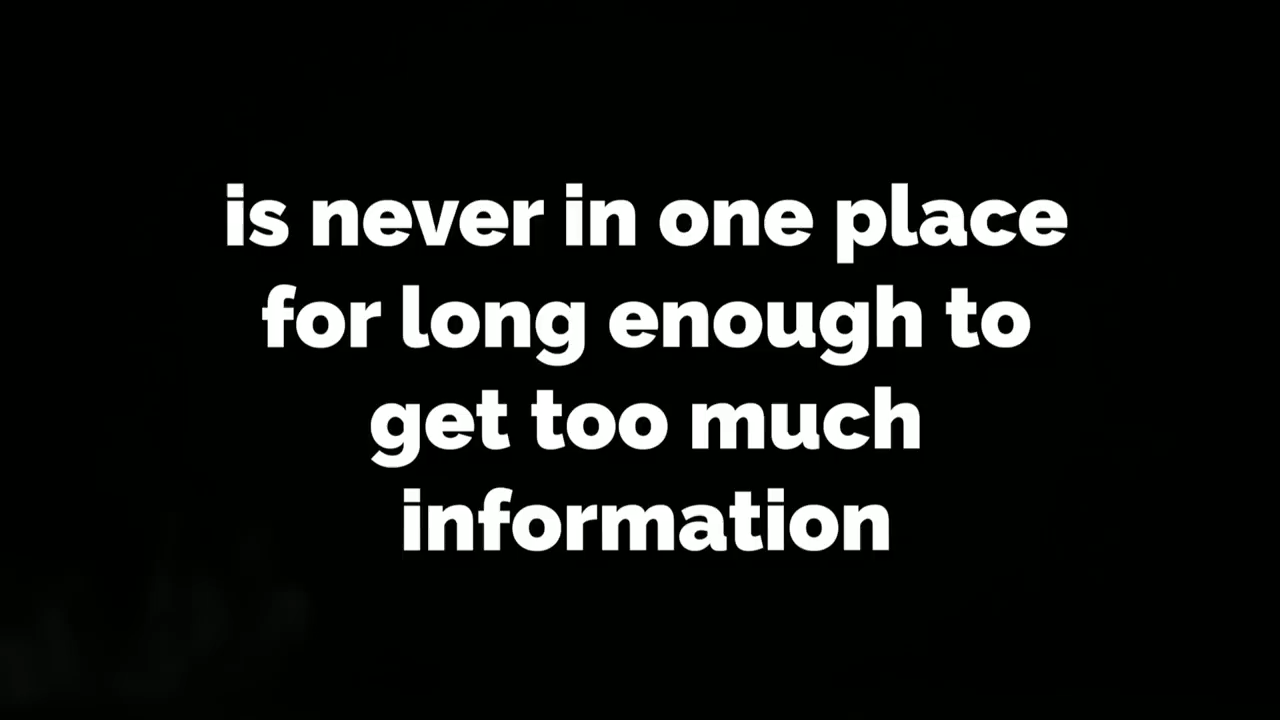 is never in one place
for long enough to
get too much
information